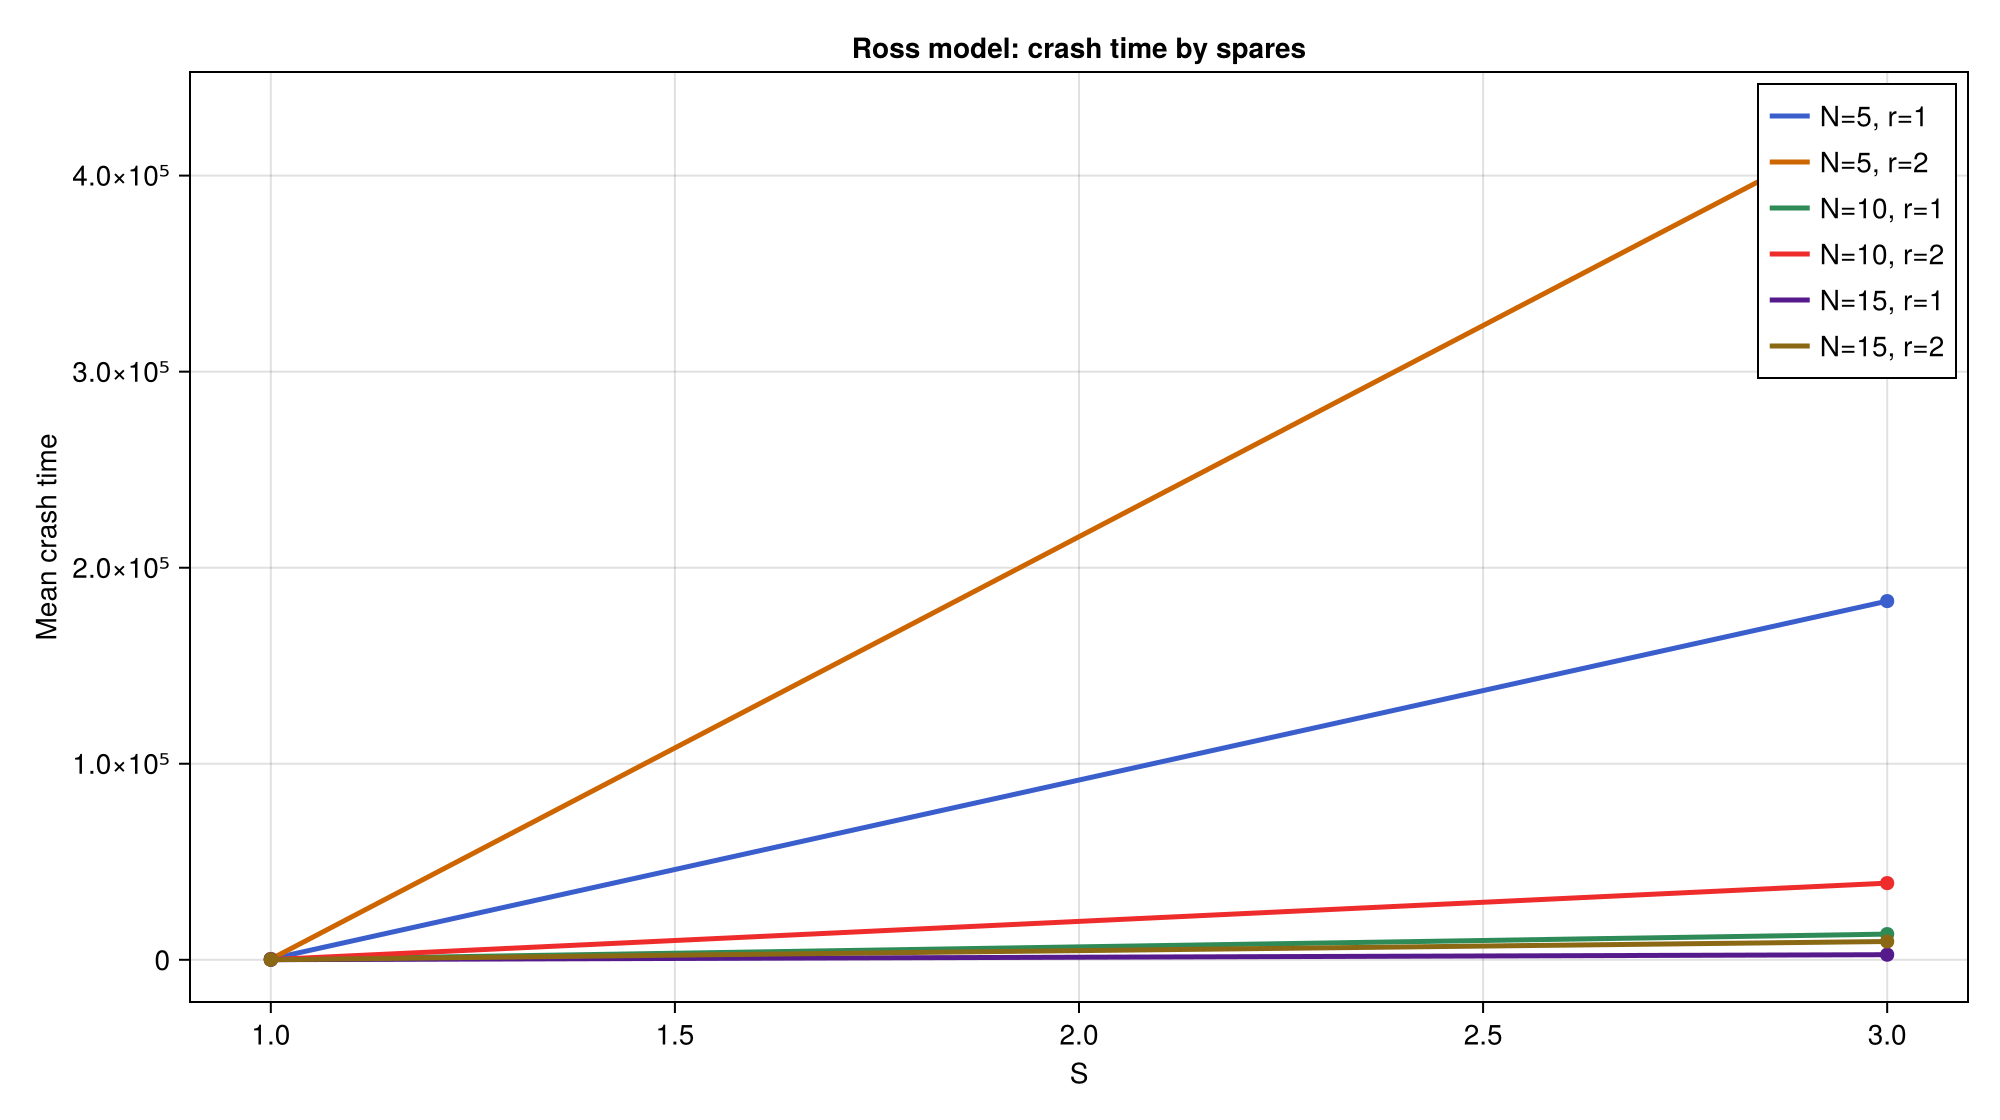 Ross model: crash time by spares
N=5, r=1
N=5, r=2
N=10, r=1
N=10, r=2
N=15, r=1
N=15, r=2
4.0×10⁵
3.0×10⁵
2.0×10⁵
1.0×10⁵
0
Mean crash time
1.0 1.5 2.0 2.5 3.0
S